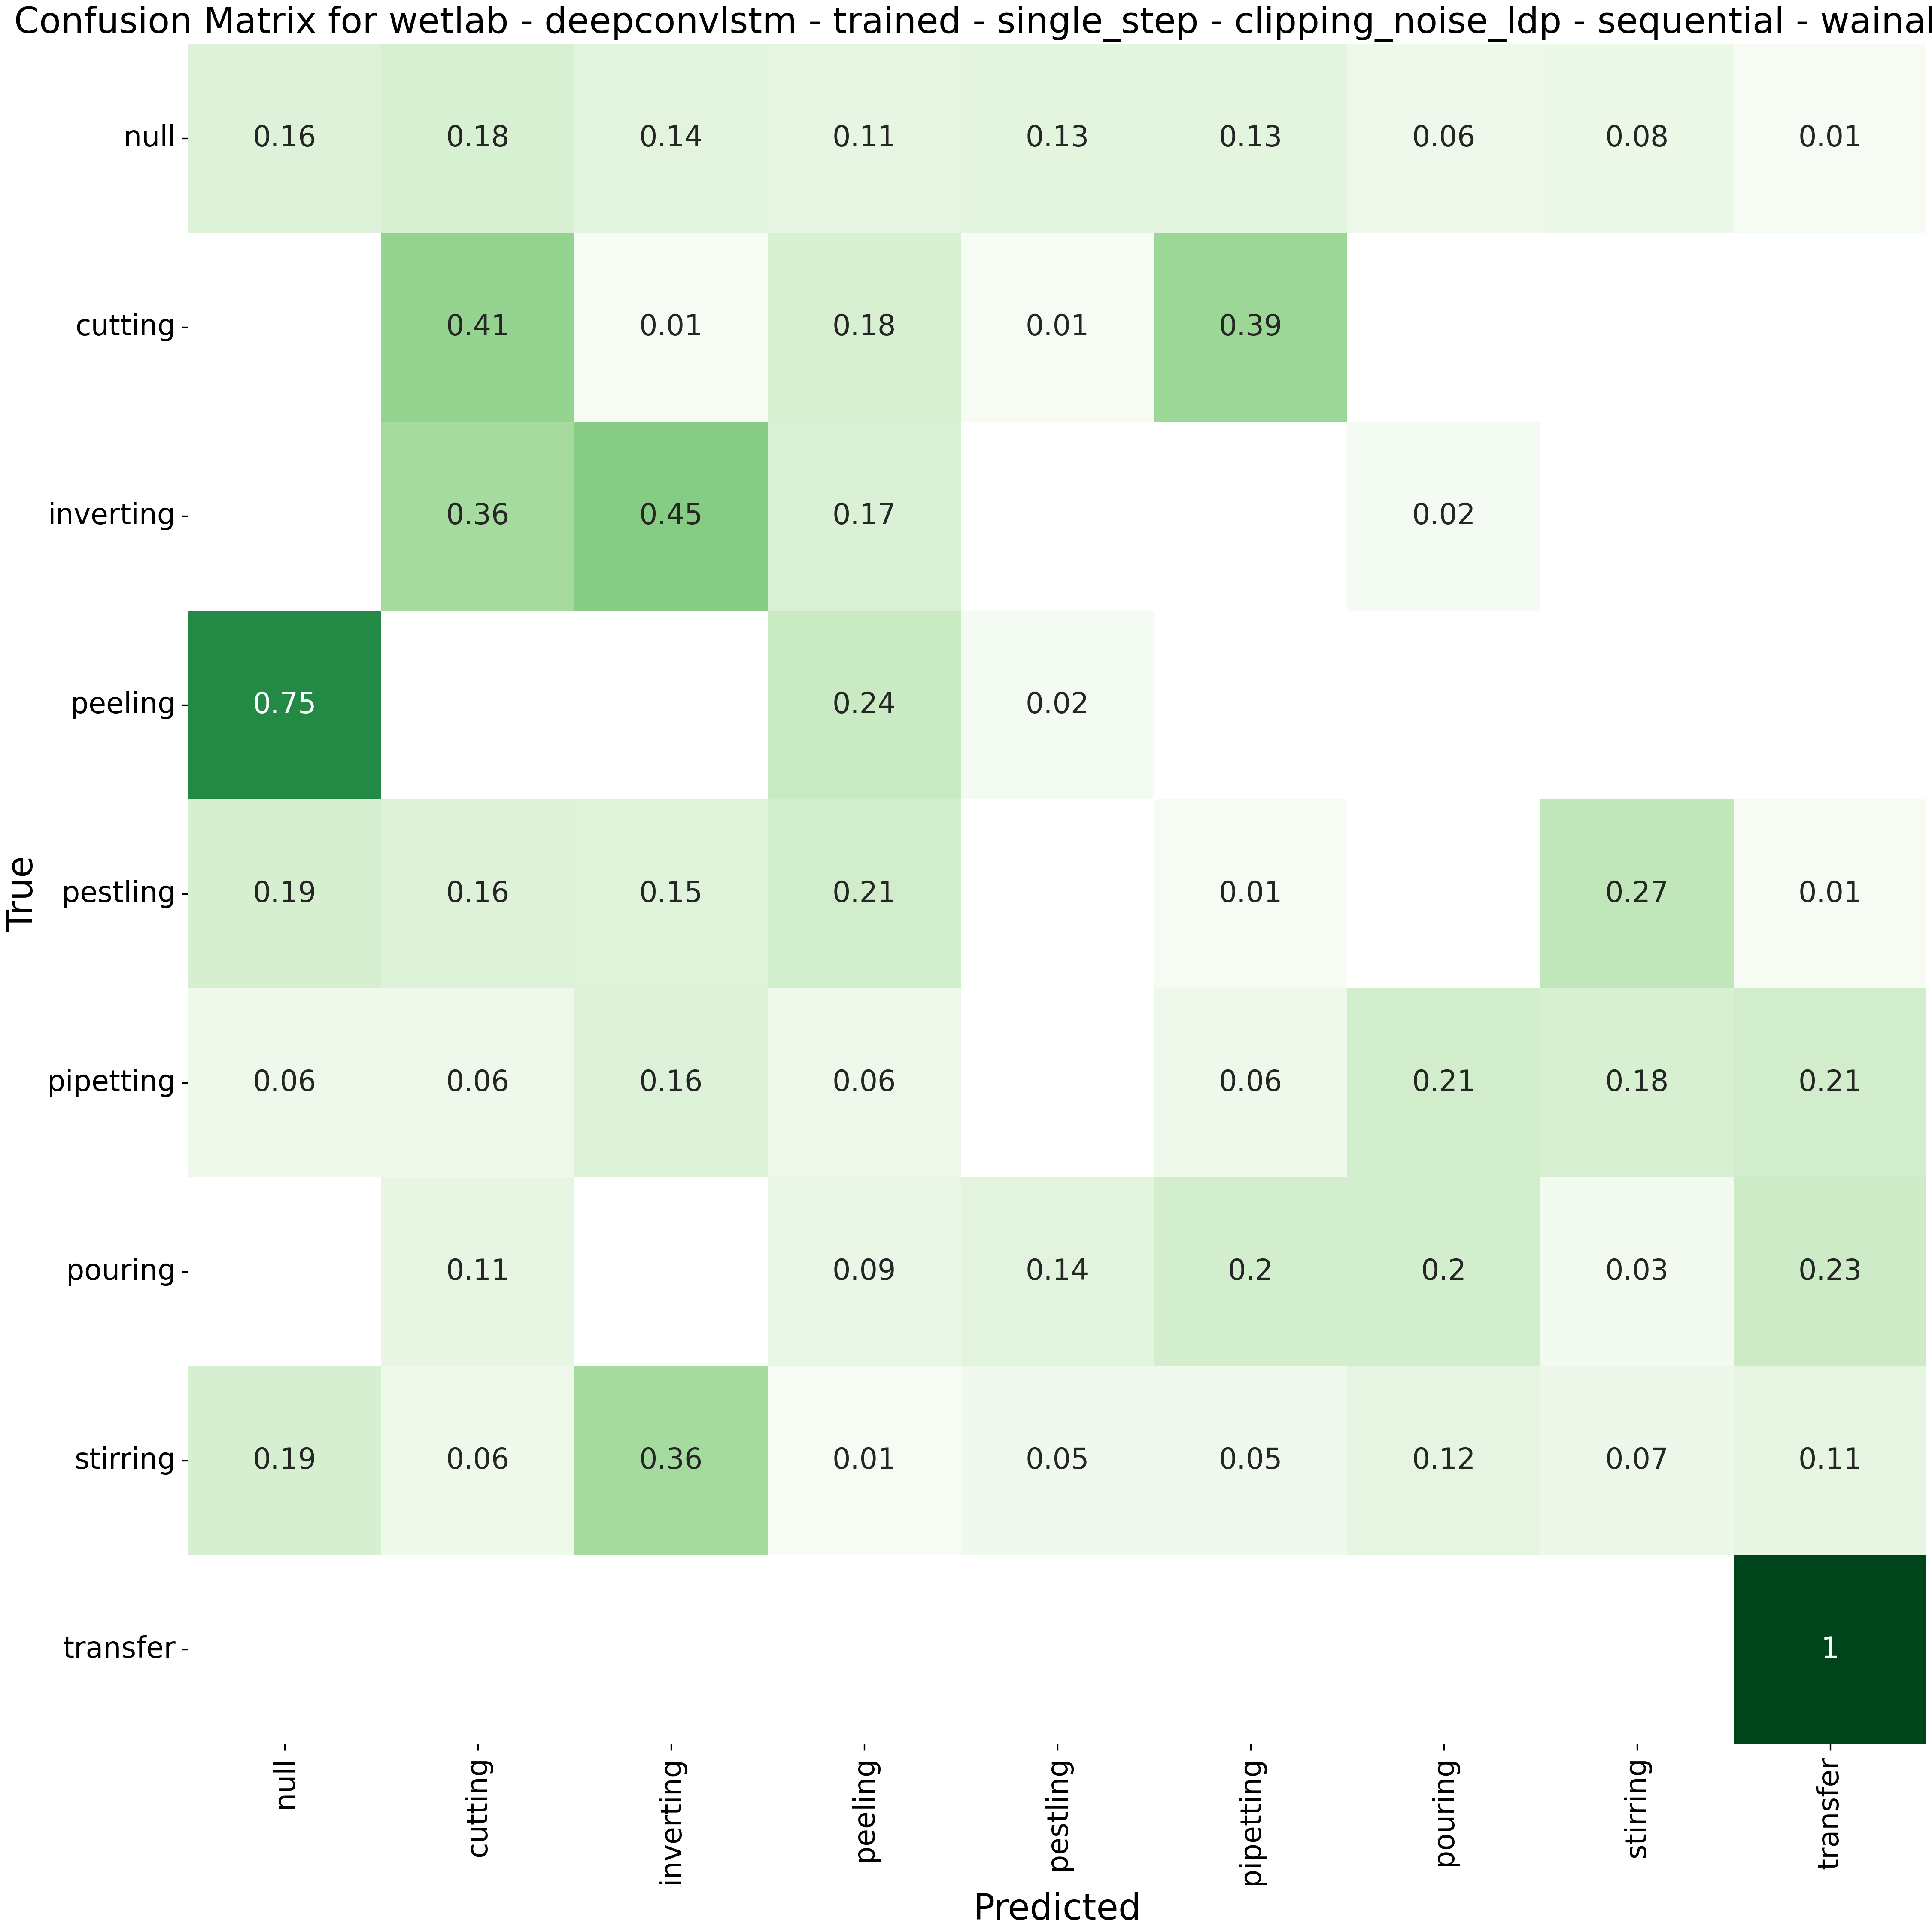 Confusion Matrix for wetlab - deepconvlstm - trained - single_step - clipping_noise_ldp - sequential -
null 0.16 0.18 0.14 0.11 0.13 0.13 0.06 0.08 0.01
cutting 0.41 0.01 0.18 0.01 0.39
inverting 0.36 0.45 0.17 0.02
peeling 0.75 0.24 0.02
True
pestling 0.19 0.16 0.15 0.21 0.01 0.27 0.01
pipetting 0.06 0.06 0.16 0.06 0.06 0.21 0.18 0.21
pouring 0.11 0.09 0.14 0.2 0.2 0.03 0.23
stirring 0.19 0.06 0.36 0.01 0.05 0.05 0.12 0.07 0.11
transfer 1
null cutting inverting peeling pestling pipetting pouring stirring transfer
Predicted